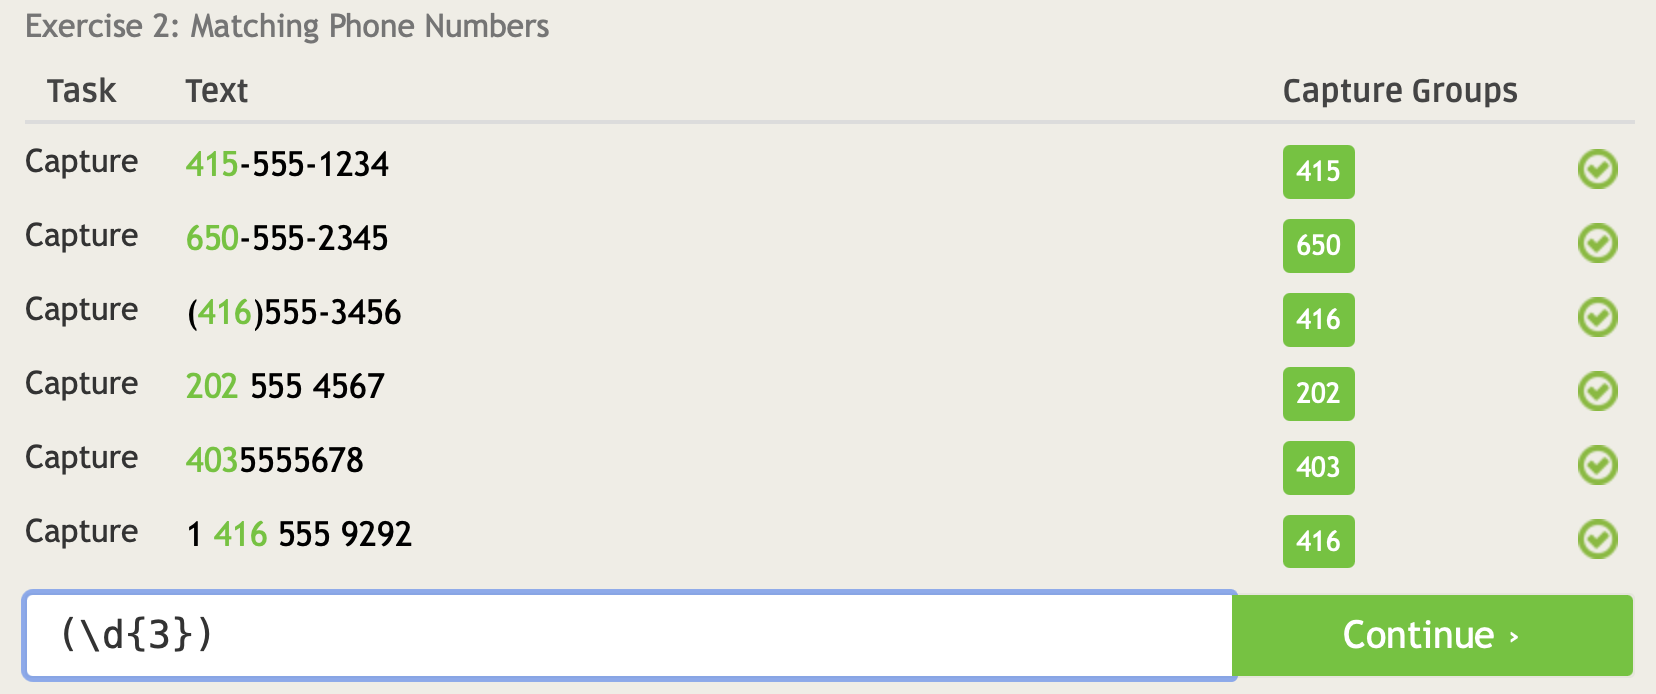 Exercise 2: Matching Phone Numbers
Task Text Capture Groups
Capture 415-555-1234 415
Capture 650-555-2345 650
Capture (416)555-3456 416
Capture 202 555 4567 202
Capture 4035555678 403
Capture 1 416 555 9292 416
(\d{3}) Continue ›